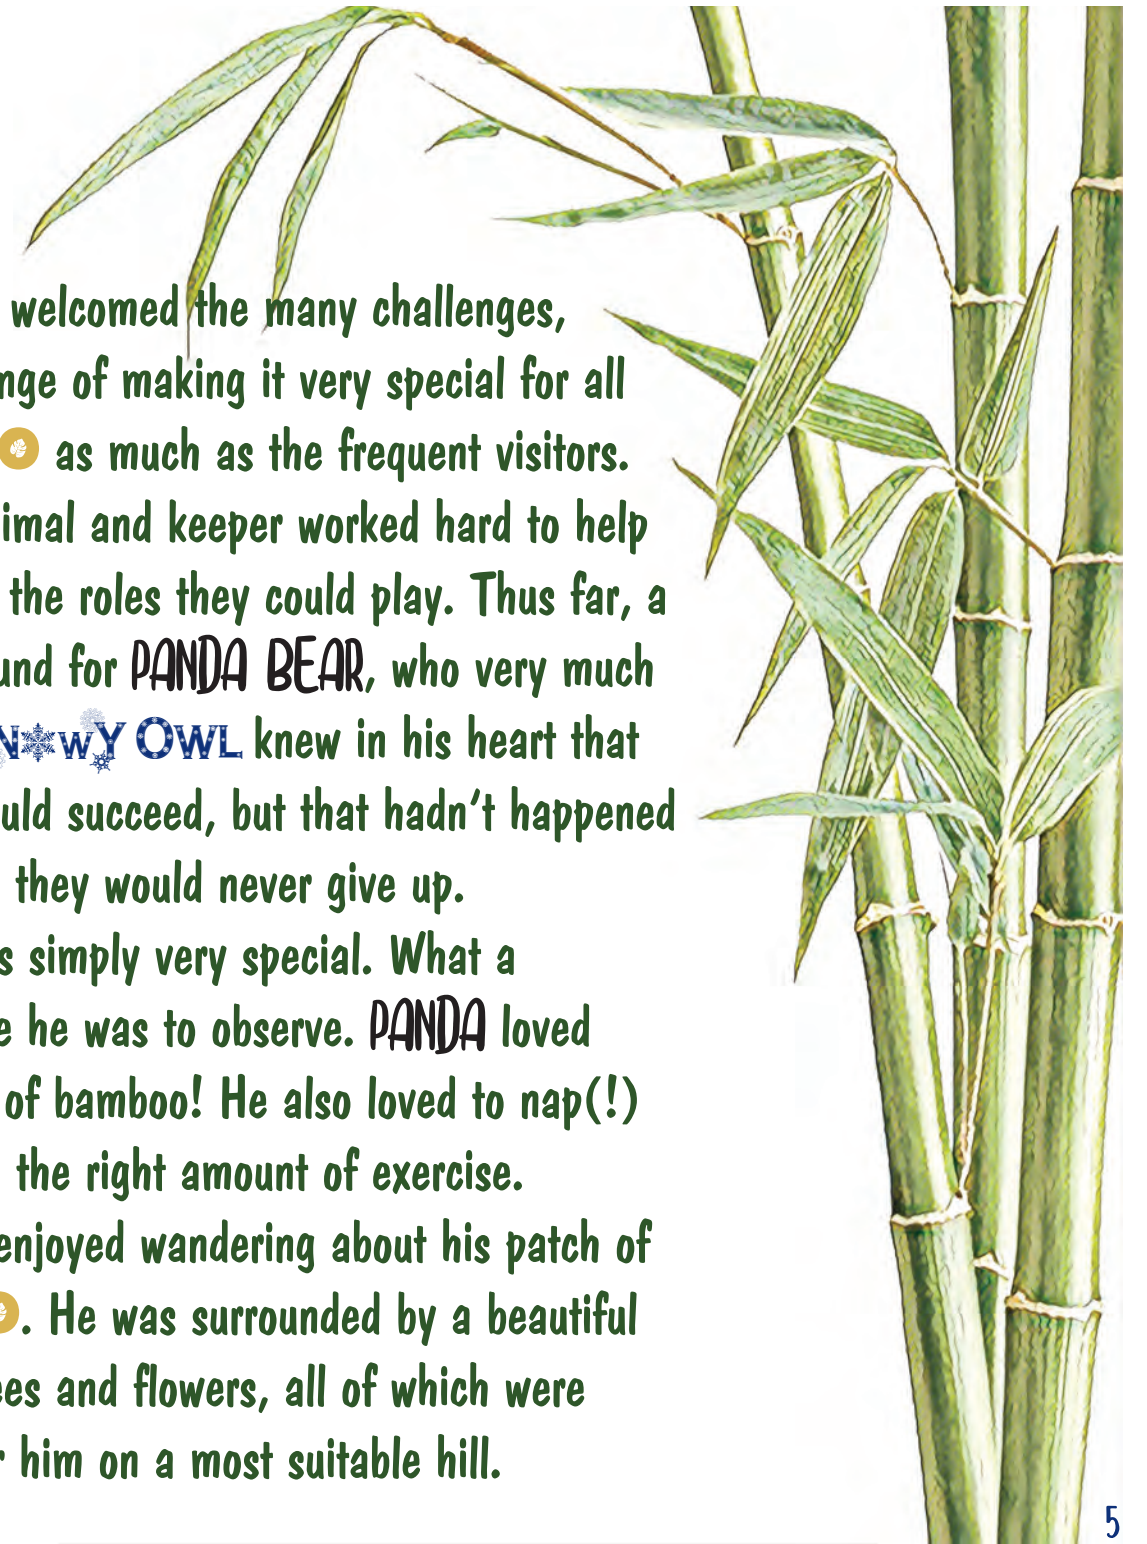 welcomed the many challenges,
nge of making it very special for all
as much as the frequent visitors.
imal and keeper worked hard to help
the roles they could play. Thus far, a
und for PANDA BEAR, who very much
NOWY OWL knew in his heart that
uld succeed, but that hadn't happened
they would never give up.
s simply very special. What a
e he was to observe. PANDA loved
of bamboo! He also loved to nap(!)
the right amount of exercise.
enjoyed wandering about his patch of
. He was surrounded by a beautiful
ees and flowers, all of which were
r him on a most suitable hill.
5